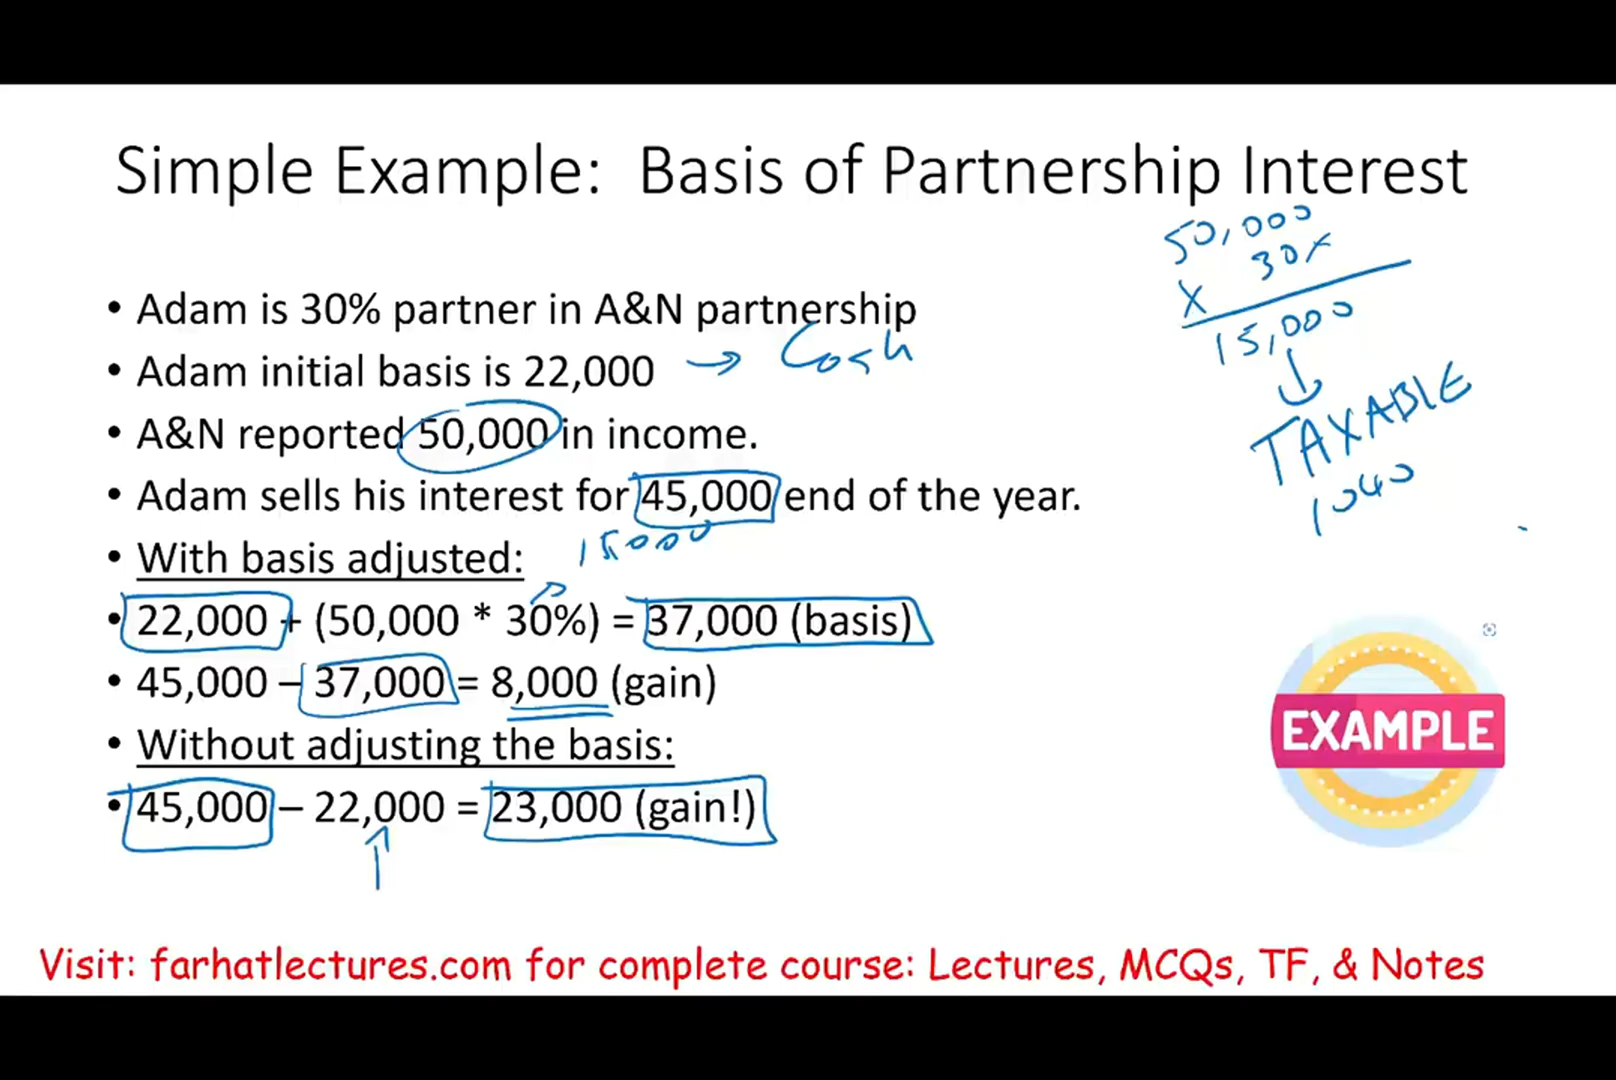 Simple Example: Basis of Partnership Interest
50,000
X 30%
15,000
TAXABLE
1040
• Adam is 30% partner in A&N partnership
• Adam initial basis is 22,000 → Cash
• A&N reported 50,000 in income.
• Adam sells his interest for 45,000 end of the year.
• With basis adjusted: 15000
• 22,000 + (50,000 * 30%) = 37,000 (basis)
• 45,000 – 37,000 = 8,000 (gain)
• Without adjusting the basis:
• 45,000 – 22,000 = 23,000 (gain!)
EXAMPLE
Visit: farhatlectures.com for complete course: Lectures, MCQs, TF, & Notes